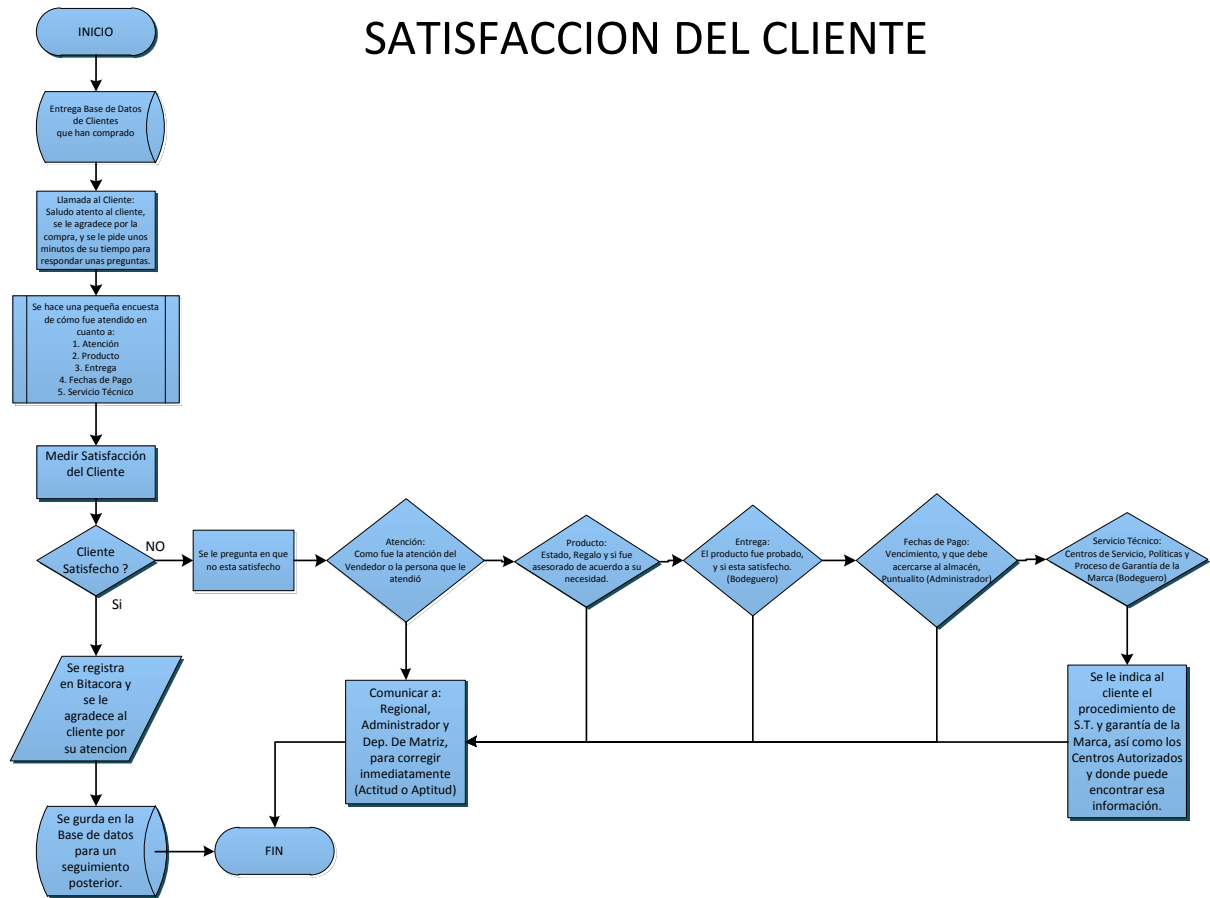 SATISFACCION DEL CLIENTE
INICIO
Entrega Base de Datos
de Clientes
que han comprado
Llamada al Cliente:
Saludo atento al cliente,
se le agradece por la
compra, y se le pide unos
minutos de su tiempo para
respondar unas preguntas.
Se hace una pequeña encuesta
de cómo fue atendido en
cuanto a:
1. Atención
2. Producto
3. Entrega
4. Fechas de Pago
5. Servicio Técnico
Medir Satisfacción
del Cliente
Cliente
Satisfecho ?
NO
Si
Se le pregunta en que
no esta satisfecho
Atención:
Como fue la atención del
Vendedor o la persona que le
atendió
Producto:
Estado, Regalo y si fue
asesorado de acuerdo a su
necesidad.
Entrega:
El producto fue probado,
y si esta satisfecho.
(Bodeguero)
Fechas de Pago:
Vencimiento, y que debe
acercarse al almacén,
Puntualito (Administrador)
Servicio Técnico:
Centros de Servicio, Políticas y
Proceso de Garantía de la
Marca (Bodeguero)
Se registra
en Bitacora y
se le
agradece al
cliente por
su atencion
Comunicar a:
Regional,
Administrador y
Dep. De Matriz,
para corregir
inmediatamente
(Actitud o Aptitud)
Se le indica al
cliente el
procedimiento de
S.T. y garantía de la
Marca, así como los
Centros Autorizados
y donde puede
encontrar esa
información.
Se gurda en la
Base de datos
para un
seguimiento
posterior.
FIN